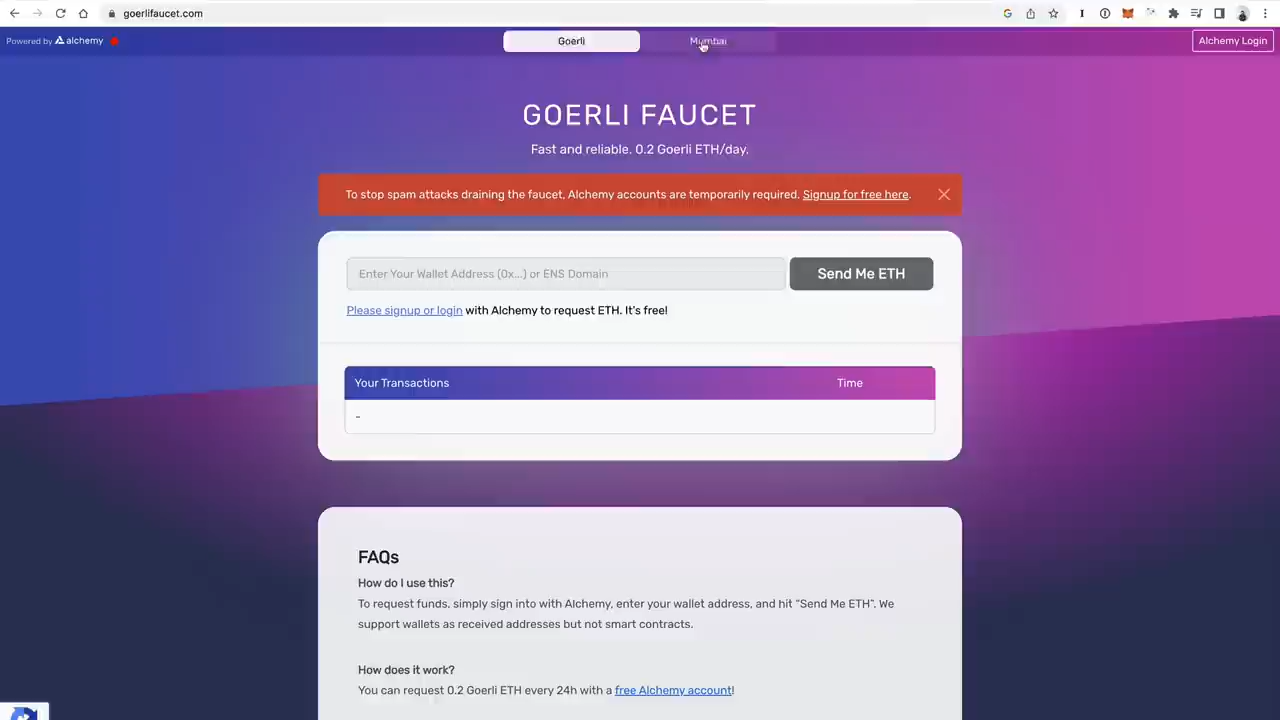 goerlifaucet.com
Powered by alchemy
Goerli
Mumbai
Alchemy Login
GOERLI FAUCET
Fast and reliable. 0.2 Goerli ETH/day.
To stop spam attacks draining the faucet, Alchemy accounts are temporarily required. Signup for free here.
Enter Your Wallet Address (0x...) or ENS Domain
Send Me ETH
Please signup or login with Alchemy to request ETH. It's free!
Your Transactions
Time
-
FAQs
How do I use this?
To request funds, simply sign into with Alchemy, enter your wallet address, and hit “Send Me ETH”. We
support wallets as received addresses but not smart contracts.
How does it work?
You can request 0.2 Goerli ETH every 24h with a free Alchemy account!